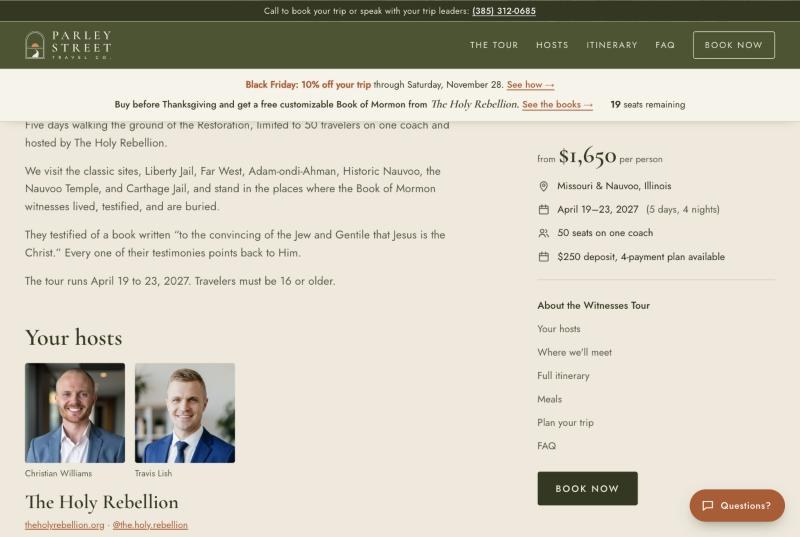 Call to book your trip or speak with your trip leaders: (385) 312-0685
PARLEY
STREET
TRAVEL CO.
THE TOUR
HOSTS
ITINERARY
FAQ
BOOK NOW
Black Friday: 10% off your trip through Saturday, November 28. See how →
Buy before Thanksgiving and get a free customizable Book of Mormon from The Holy Rebellion. See the books →
19 seats remaining
Five days walking the ground of the Restoration, limited to 50 travelers on one coach and
hosted by The Holy Rebellion.
We visit the classic sites, Liberty Jail, Far West, Adam-ondi-Ahman, Historic Nauvoo, the
Nauvoo Temple, and Carthage Jail, and stand in the places where the Book of Mormon
witnesses lived, testified, and are buried.
They testified of a book written “to the convincing of the Jew and Gentile that Jesus is the
Christ.” Every one of their testimonies points back to Him.
The tour runs April 19 to 23, 2027. Travelers must be 16 or older.
Your hosts
Christian Williams
Travis Lish
The Holy Rebellion
theholyrebellion.org · @the.holy.rebellion
from $1,650 per person
Missouri & Nauvoo, Illinois
April 19–23, 2027 (5 days, 4 nights)
50 seats on one coach
$250 deposit, 4-payment plan available
About the Witnesses Tour
Your hosts
Where we'll meet
Full itinerary
Meals
Plan your trip
FAQ
BOOK NOW
Questions?